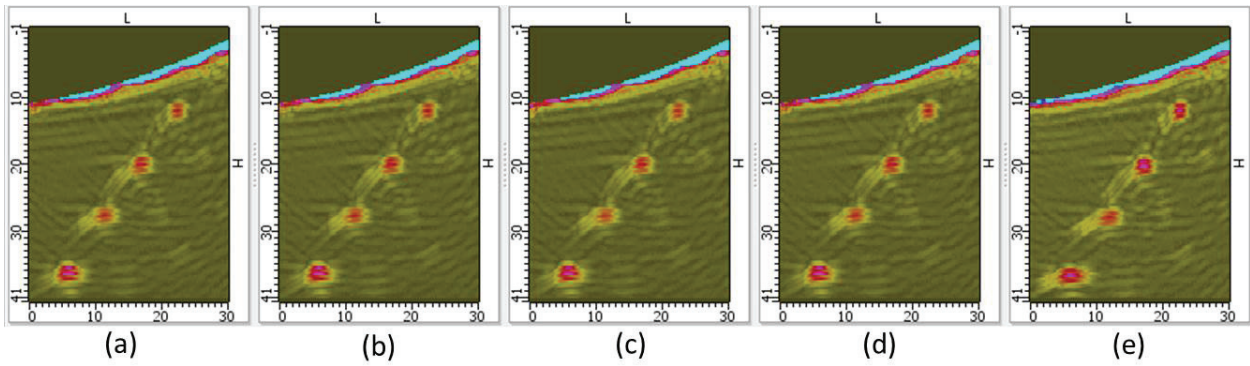 L L L L L
-1 -1 -1 -1 -1
10 10 10 10 10
20 H 20 H 20 H 20 H 20 H
30 30 30 30 30
41 41 41 41 41
0 10 20 30 0 10 20 30 0 10 20 30 0 10 20 30 0 10 20 30
(a) (b) (c) (d) (e)